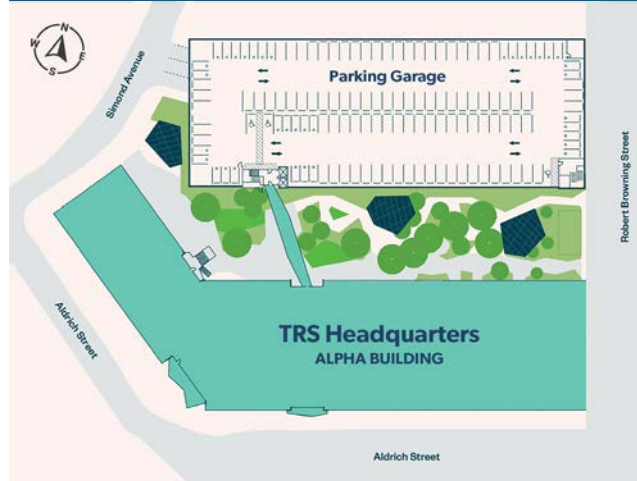 N
W
E
S
Simond Avenue
Parking Garage
Robert Browning Street
Aldrich Street
TRS Headquarters
ALPHA BUILDING
Aldrich Street